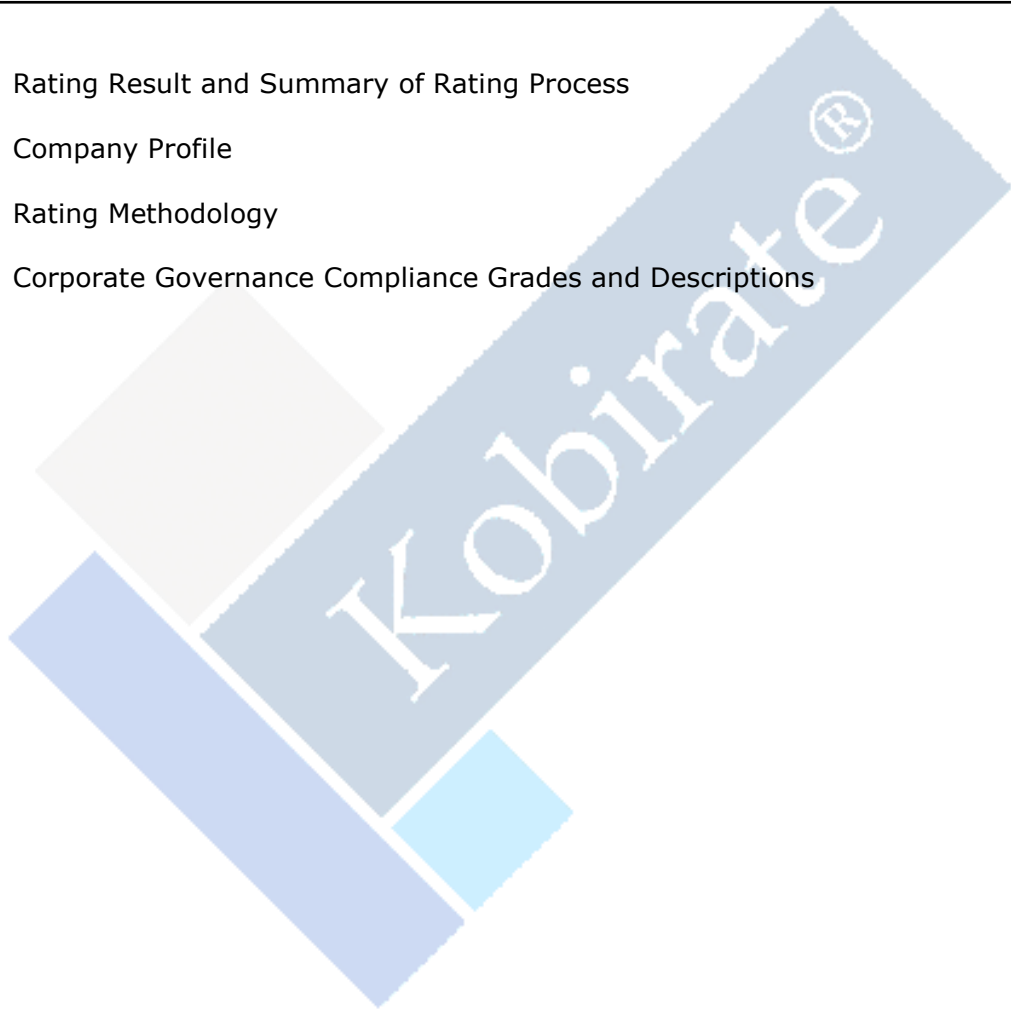 Rating Result and Summary of Rating Process
Company Profile
Rating Methodology
Corporate Governance Compliance Grades and Descriptions
Kobirate ®